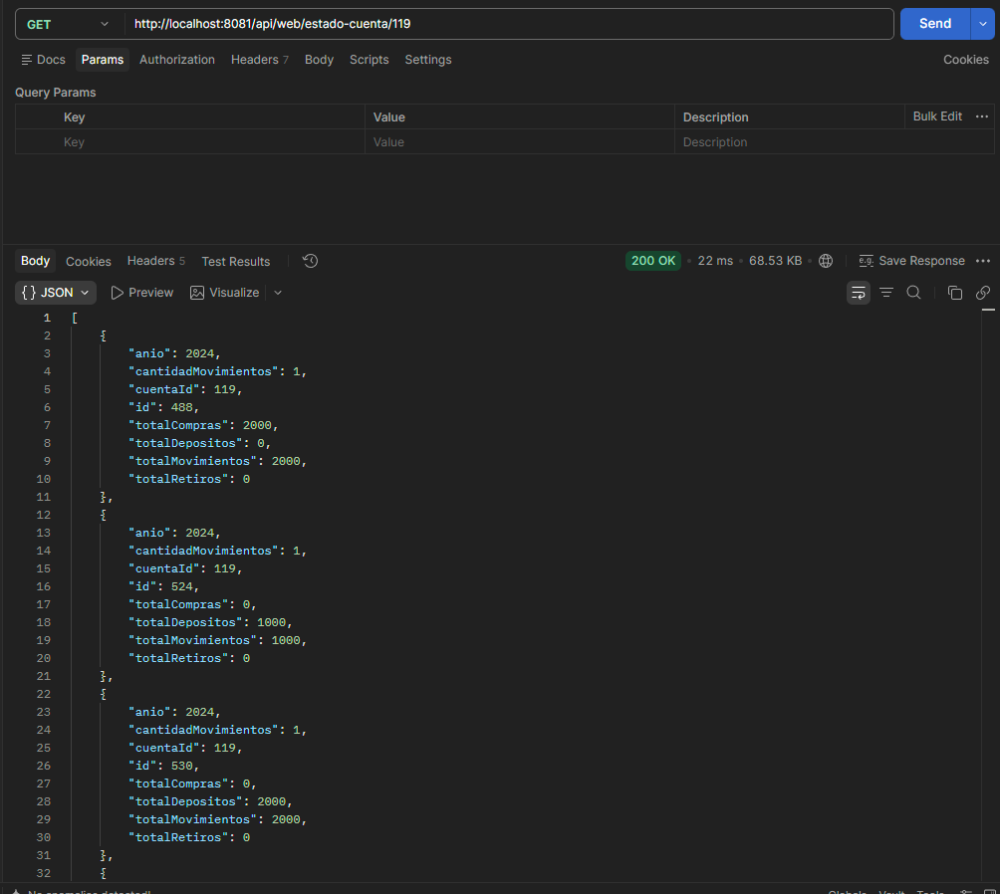 GET http://localhost:8081/api/web/estado-cuenta/119 Send
Docs Params Authorization Headers 7 Body Scripts Settings Cookies
Query Params
Key Value Description Bulk Edit
Key Value Description
Body Cookies Headers 5 Test Results 200 OK 22 ms 68.53 KB e.g. Save Response
{} JSON Preview Visualize
1 [
2 {
3 "anio": 2024,
4 "cantidadMovimientos": 1,
5 "cuentaId": 119,
6 "id": 488,
7 "totalCompras": 2000,
8 "totalDepositos": 0,
9 "totalMovimientos": 2000,
10 "totalRetiros": 0
11 },
12 {
13 "anio": 2024,
14 "cantidadMovimientos": 1,
15 "cuentaId": 119,
16 "id": 524,
17 "totalCompras": 0,
18 "totalDepositos": 1000,
19 "totalMovimientos": 1000,
20 "totalRetiros": 0
21 },
22 {
23 "anio": 2024,
24 "cantidadMovimientos": 1,
25 "cuentaId": 119,
26 "id": 530,
27 "totalCompras": 0,
28 "totalDepositos": 2000,
29 "totalMovimientos": 2000,
30 "totalRetiros": 0
31 },
32 {
No anomalies detected! Globals Vault Tools